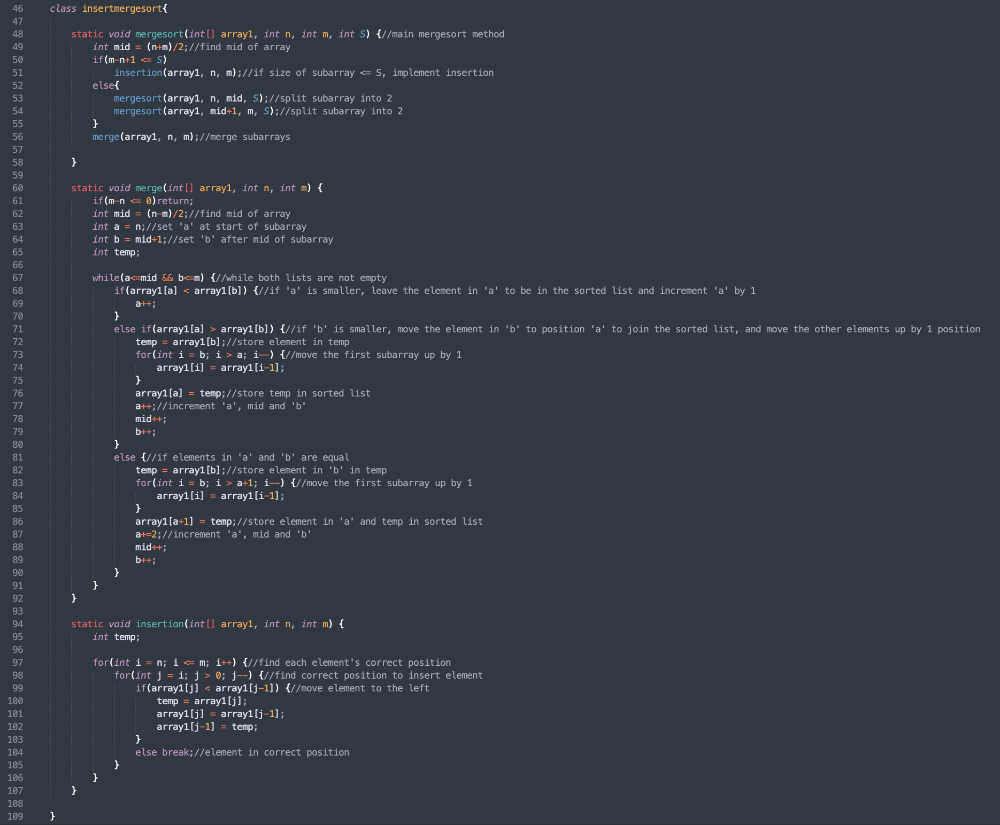 46 class insertmergesort{
47
48 static void mergesort(int[] array1, int n, int m, int S) {//main mergesort method
49 int mid = (n+m)/2;//find mid of array
50 if(m-n+1 <= S)
51 insertion(array1, n, m);//if size of subarray <= S, implement insertion
52 else{
53 mergesort(array1, n, mid, S);//split subarray into 2
54 mergesort(array1, mid+1, m, S);//split subarray into 2
55 }
56 merge(array1, n, m);//merge subarrays
57
58 }
59
60 static void merge(int[] array1, int n, int m) {
61 if(m-n <= 0)return;
62 int mid = (n-m)/2;//find mid of array
63 int a = n;//set 'a' at start of subarray
64 int b = mid+1;//set 'b' after mid of subarray
65 int temp;
66
67 while(a<=mid && b<=m) {//while both lists are not empty
68 if(array1[a] < array1[b]) {//if 'a' is smaller, leave the element in 'a' to be in the sorted list and increment 'a' by 1
69 a++;
70 }
71 else if(array1[a] > array1[b]) {//if 'b' is smaller, move the element in 'b' to position 'a' to join the sorted list, and move the other elements up by 1 position
72 temp = array1[b];//store element in temp
73 for(int i = b; i > a; i--) {//move the first subarray up by 1
74 array1[i] = array1[i-1];
75 }
76 array1[a] = temp;//store temp in sorted list
77 a++;//increment 'a', mid and 'b'
78 mid++;
79 b++;
80 }
81 else {//if elements in 'a' and 'b' are equal
82 temp = array1[b];//store element in 'b' in temp
83 for(int i = b; i > a+1; i--) {//move the first subarray up by 1
84 array1[i] = array1[i-1];
85 }
86 array1[a+1] = temp;//store element in 'a' and temp in sorted list
87 a+=2;//increment 'a', mid and 'b'
88 mid++;
89 b++;
90 }
91 }
92 }
93
94 static void insertion(int[] array1, int n, int m) {
95 int temp;
96
97 for(int i = n; i <= m; i++) {//find each element's correct position
98 for(int j = i; j > 0; j--) {//find correct position to insert element
99 if(array1[j] < array1[j-1]) {//move element to the left
100 temp = array1[j];
101 array1[j] = array1[j-1];
102 array1[j-1] = temp;
103 }
104 else break;//element in correct position
105 }
106 }
107 }
108
109 }